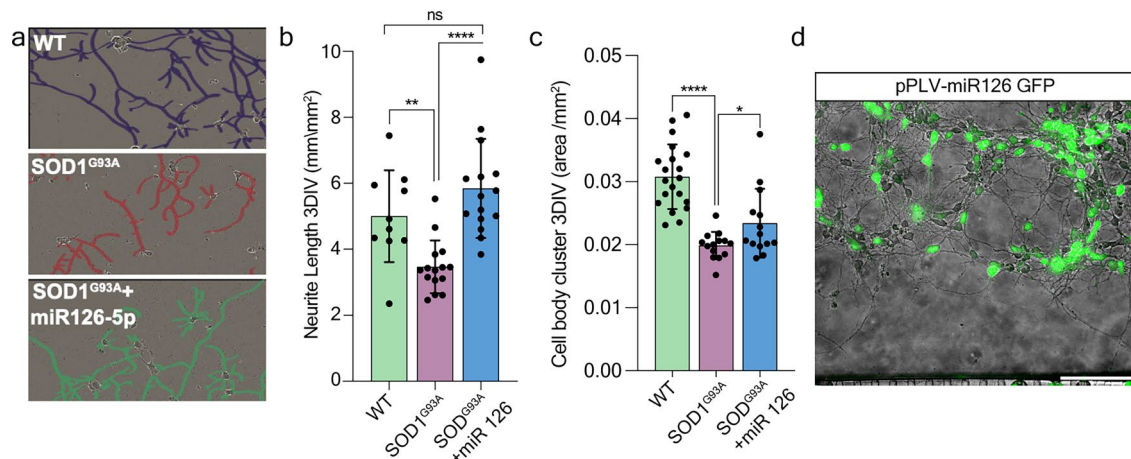 a
WT
SOD1G93A
SOD1G93A+
miR126-5p
b
ns
****
**
Neurite Length 3DIV (mm\mm²)
10
8
6
4
2
0
WT
SOD1G93A
SODG93A
+miR 126
c
****
*
Cell body cluster 3DIV (area /mm²)
0.05
0.04
0.03
0.02
0.01
0.00
WT
SOD1G93A
SODG93A
+miR 126
d
pPLV-miR126 GFP